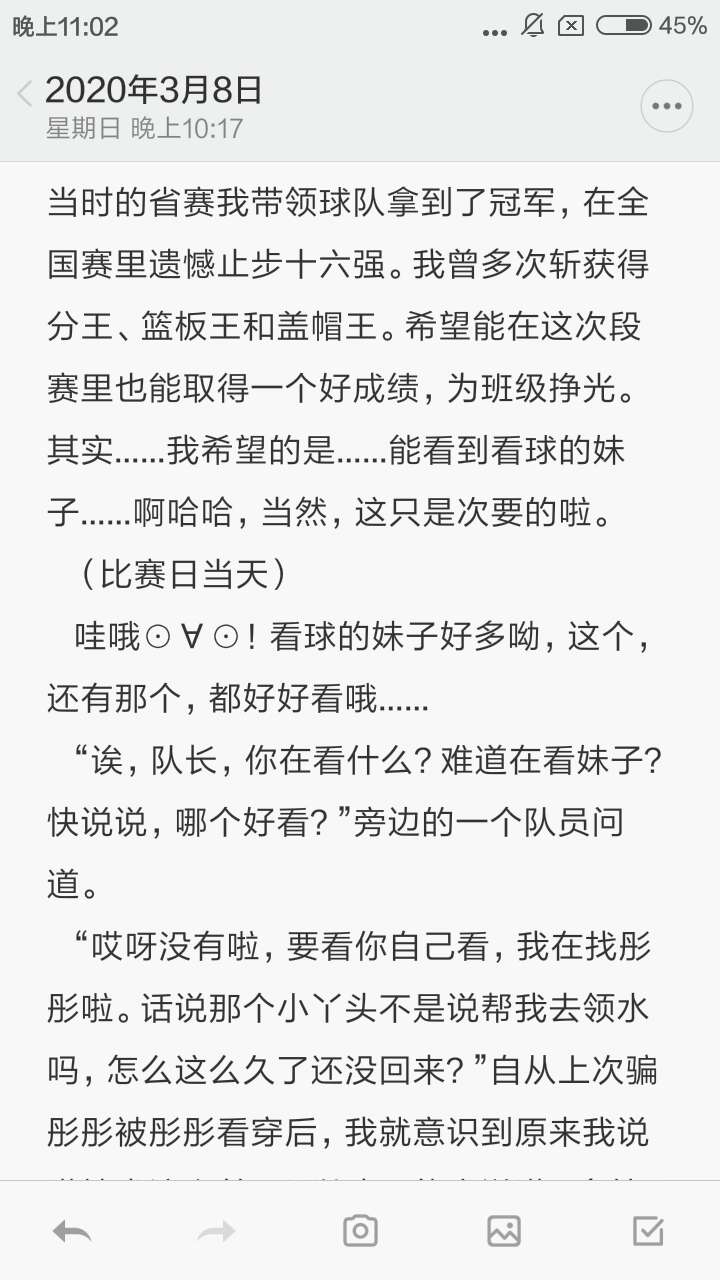 晚上11:02
45%
2020年3月8日
星期日 晚上10:17
当时的省赛我带领球队拿到了冠军，在全
国赛里遗憾止步十六强。我曾多次斩获得
分王、篮板王和盖帽王。希望能在这次段
赛里也能取得一个好成绩，为班级挣光。
其实……我希望的是……能看到看球的妹
子……啊哈哈，当然，这只是次要的啦。
（比赛日当天）
哇哦⊙∀⊙！看球的妹子好多呦，这个，
还有那个，都好好看哦……
“诶，队长，你在看什么？难道在看妹子？
快说说，哪个好看？”旁边的一个队员问
道。
“哎呀没有啦，要看你自己看，我在找彤
彤啦。话说那个小丫头不是说帮我去领水
吗，怎么这么久了还没回来？”自从上次骗
彤彤被彤彤看穿后，我就意识到原来我说